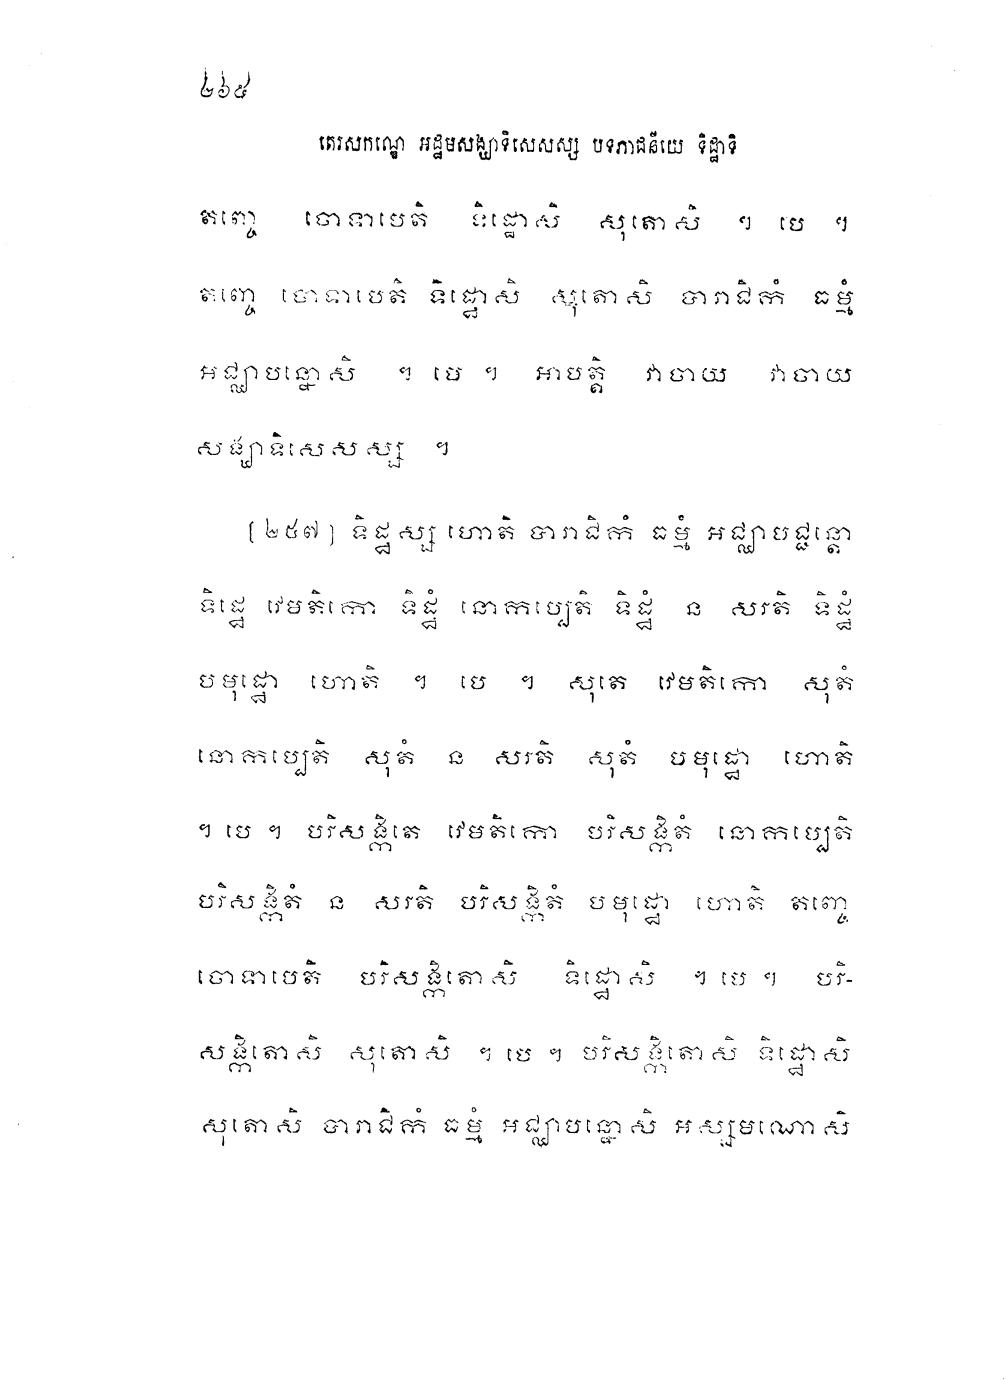 ៤៦៩
តេរសកណ្ឌេ អដ្ឋមសង្ឃាទិសេសស្ស បទភាជនីយេ ទិដ្ឋាទិ
តញ្ចេ ចោទាបេតិ ទិដ្ឋោសិ សុតោសិ ។ បេ ។
តញ្ចេ ចោទាបេតិ ទិដ្ឋោសិ សុតោសិ បារាជិកំ ធម្មំ
អជ្ឈាបន្នោសិ ។ បេ ។ អាបត្តិ វាចាយ វាចាយ
សង្ឃាទិសេសស្ស ។
[៤៥៧] ទិដ្ឋស្ស ហោតិ បារាជិកំ ធម្មំ អជ្ឈាបជ្ជន្តោ
ទិដ្ឋេ វេមតិកោ ទិដ្ឋំ នោកប្បេតិ ទិដ្ឋំ ន សរតិ ទិដ្ឋំ
បមុដ្ឋោ ហោតិ ។ បេ ។ សុតេ វេមតិកោ សុតំ
នោកប្បេតិ សុតំ ន សរតិ សុតំ បមុដ្ឋោ ហោតិ
។ បេ ។ បរិសង្កិតេ វេមតិកោ បរិសង្កិតំ នោកប្បេតិ
បរិសង្កិតំ ន សរតិ បរិសង្កិតំ បមុដ្ឋោ ហោតិ តញ្ចេ
ចោទាបេតិ បរិសង្កិតោសិ ទិដ្ឋោសិ ។ បេ ។ បរិ-
សង្កិតោសិ សុតោសិ ។ បេ ។ បរិសង្កិតោសិ ទិដ្ឋោសិ
សុតោសិ បារាជិកំ ធម្មំ អជ្ឈាបន្នោសិ អស្សមណោសិ